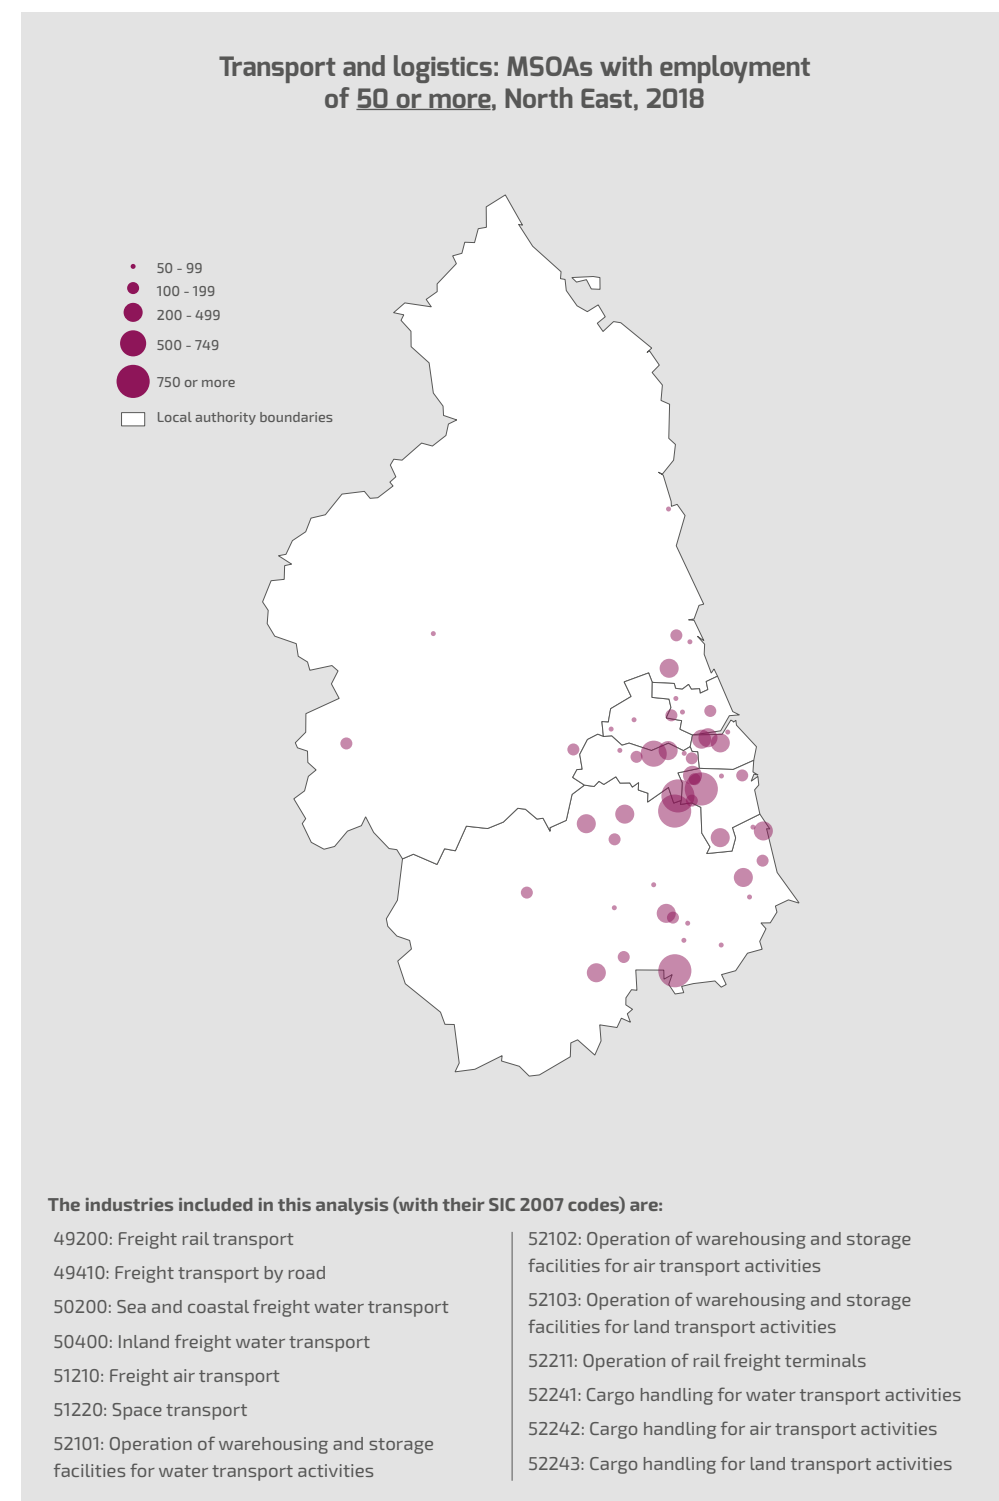 Transport and logistics: MSOAs with employment
of 50 or more, North East, 2018
50 - 99
100 - 199
200 - 499
500 - 749
750 or more
Local authority boundaries
The industries included in this analysis (with their SIC 2007 codes) are:
49200: Freight rail transport
49410: Freight transport by road
50200: Sea and coastal freight water transport
50400: Inland freight water transport
51210: Freight air transport
51220: Space transport
52101: Operation of warehousing and storage
facilities for water transport activities
52102: Operation of warehousing and storage
facilities for air transport activities
52103: Operation of warehousing and storage
facilities for land transport activities
52211: Operation of rail freight terminals
52241: Cargo handling for water transport activities
52242: Cargo handling for air transport activities
52243: Cargo handling for land transport activities